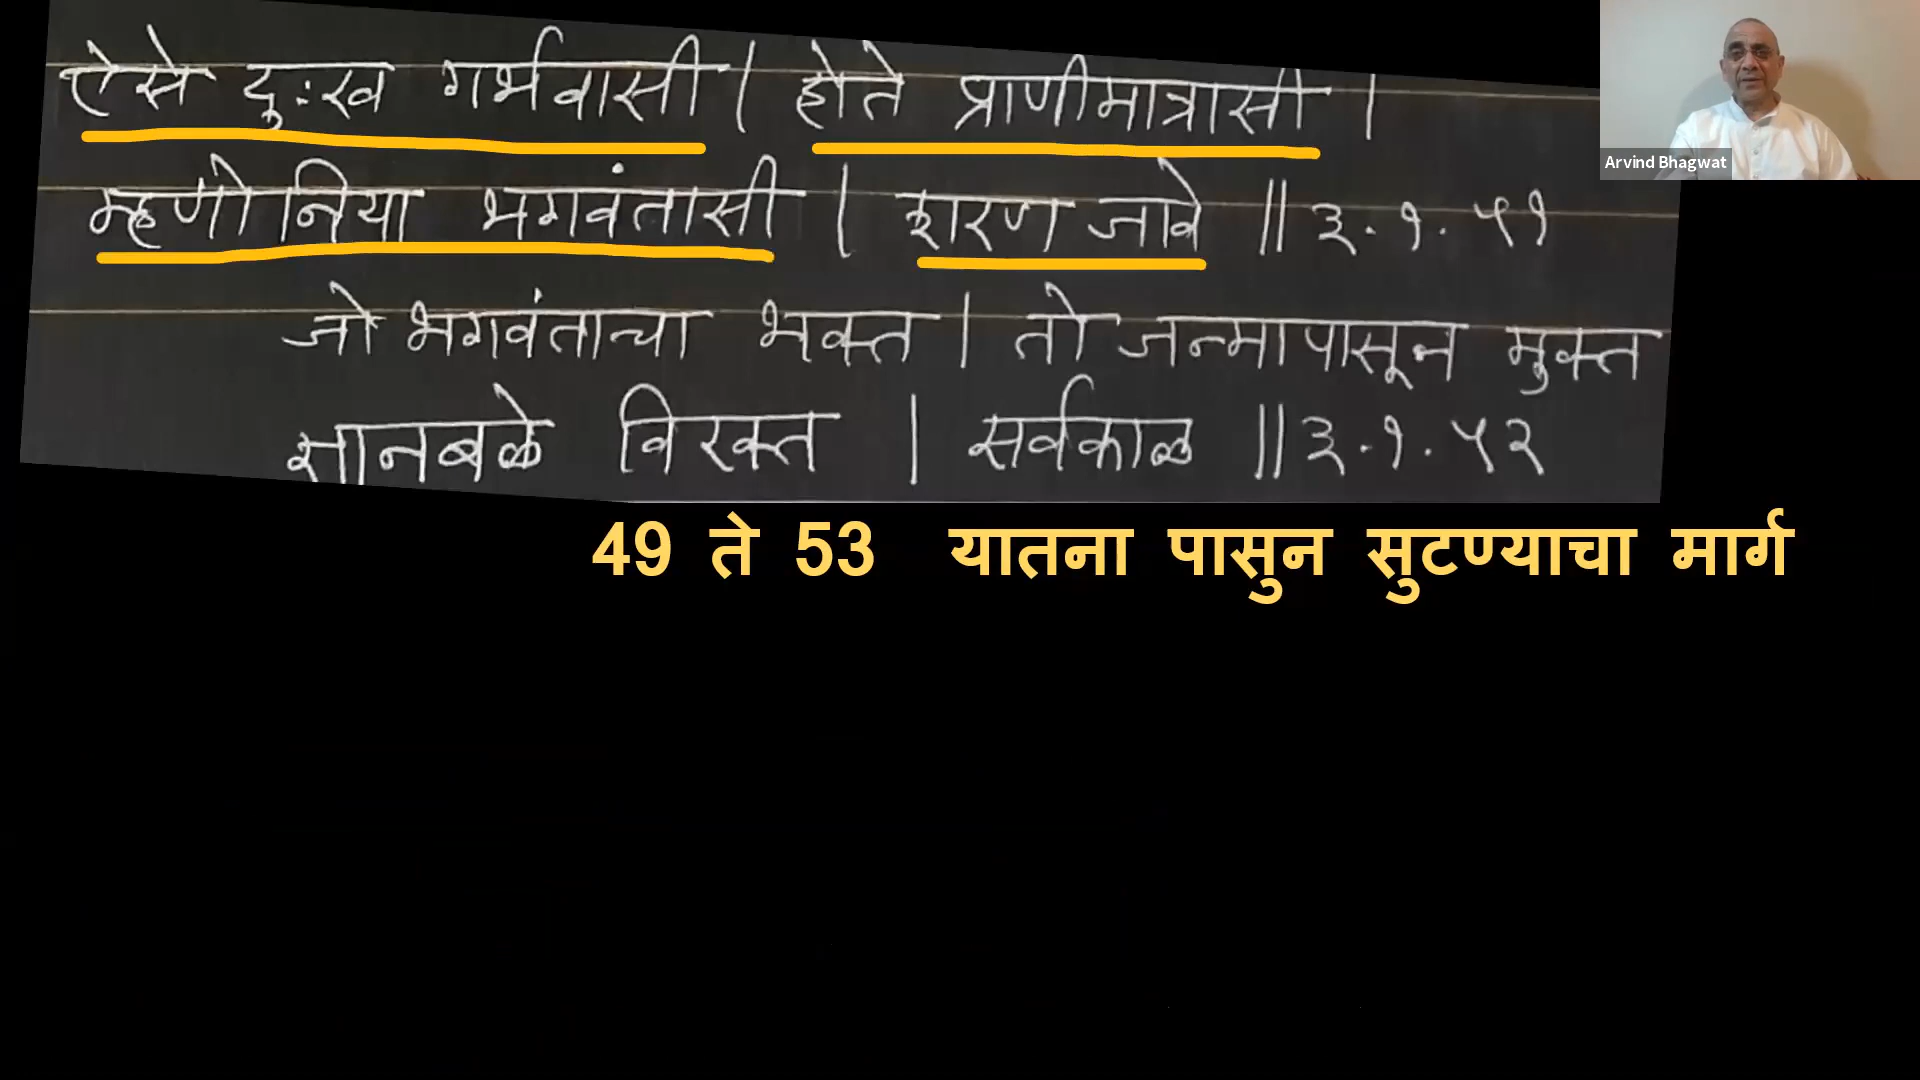 ऐसे दुःख गर्भवासी | होते प्राणीमात्रासी |
म्हणोनिया भगवंतासी | शरण जावे || ३.१.५१
जो भगवंताचा भक्त | तो जन्मापासून मुक्त
ज्ञानबळे विरक्त | सर्वकाळ || ३.१.५२
49 ते 53 यातना पासुन सुटण्याचा मार्ग
Arvind Bhagwat